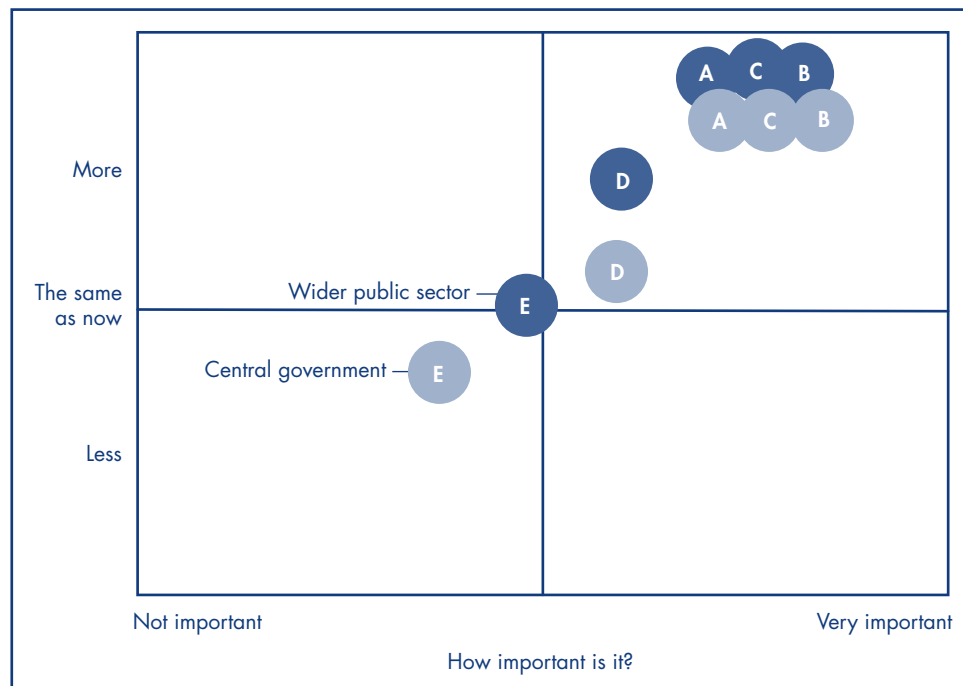 A
C
B
A
C
B
More
D
D
The same
as now
Wider public sector
E
Central government
E
Less
Not important
Very important
How important is it?